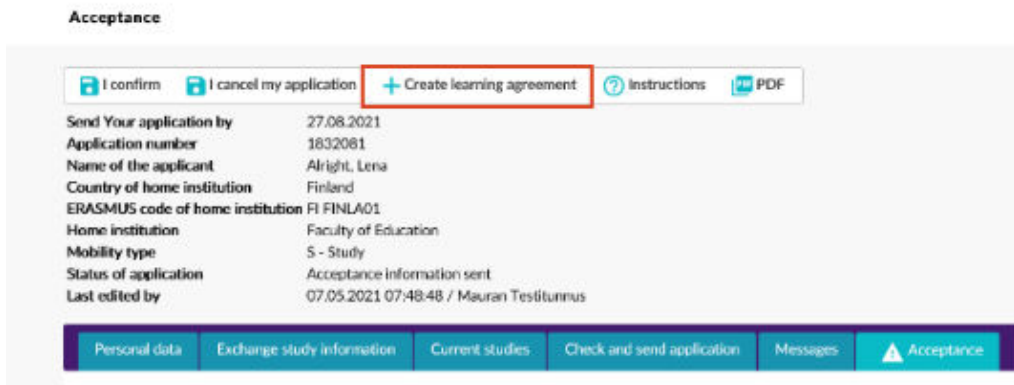 Acceptance
I confirm I cancel my application + Create learning agreement ? Instructions PDF
Send Your application by 27.08.2021
Application number 1832081
Name of the applicant Alright, Lena
Country of home institution Finland
ERASMUS code of home institution FI FINLA01
Home institution Faculty of Education
Mobility type S - Study
Status of application Acceptance information sent
Last edited by 07.05.2021 07:48:48 / Mauran Testitunnus
Personal data Exchange study information Current studies Check and send application Messages Acceptance